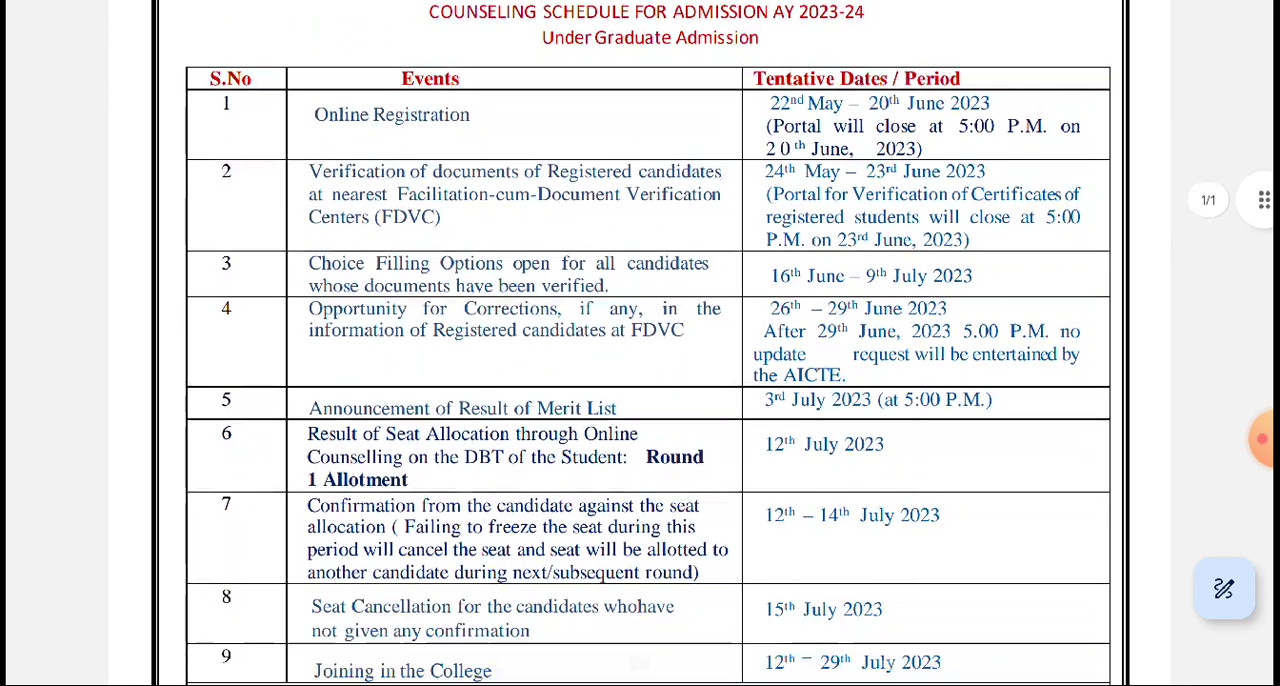 COUNSELING SCHEDULE FOR ADMISSION AY 2023-24
Under Graduate Admission
S.No Events Tentative Dates / Period
1 Online Registration 22nd May – 20th June 2023
(Portal will close at 5:00 P.M. on
20th June, 2023)
2 Verification of documents of Registered candidates 24th May – 23rd June 2023
at nearest Facilitation-cum-Document Verification (Portal for Verification of Certificates of
Centers (FDVC) registered students will close at 5:00
P.M. on 23rd June, 2023)
3 Choice Filling Options open for all candidates
whose documents have been verified. 16th June – 9th July 2023
4 Opportunity for Corrections, if any, in the 26th – 29th June 2023
information of Registered candidates at FDVC After 29th June, 2023 5.00 P.M. no
update request will be entertained by
the AICTE.
5 Announcement of Result of Merit List 3rd July 2023 (at 5:00 P.M.)
6 Result of Seat Allocation through Online 12th July 2023
Counselling on the DBT of the Student: Round
1 Allotment
7 Confirmation from the candidate against the seat 12th – 14th July 2023
allocation ( Failing to freeze the seat during this
period will cancel the seat and seat will be allotted to
another candidate during next/subsequent round)
8 Seat Cancellation for the candidates whohave 15th July 2023
not given any confirmation
9 Joining in the College 12th – 29th July 2023
1/1